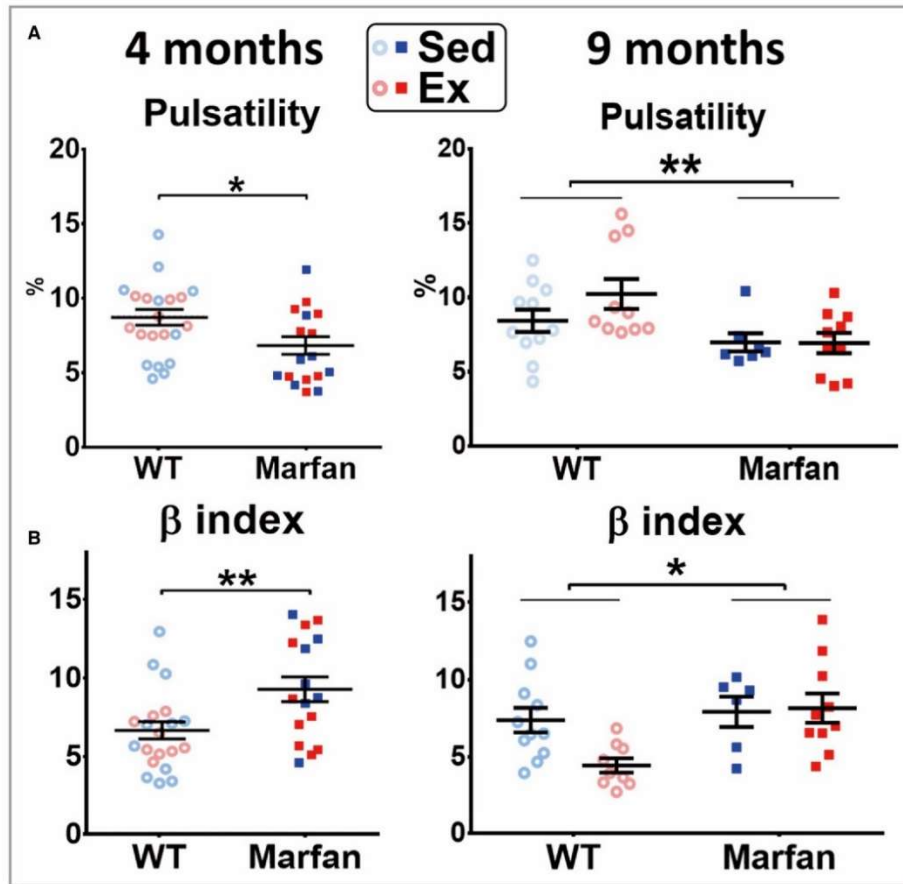 A
4 months
Sed
Ex
9 months
Pulsatility
Pulsatility
20
15
10
5
0
%
*
WT
Marfan
20
15
10
5
0
%
**
WT
Marfan
B
β index
β index
15
10
5
0
**
WT
Marfan
15
10
5
0
*
WT
Marfan